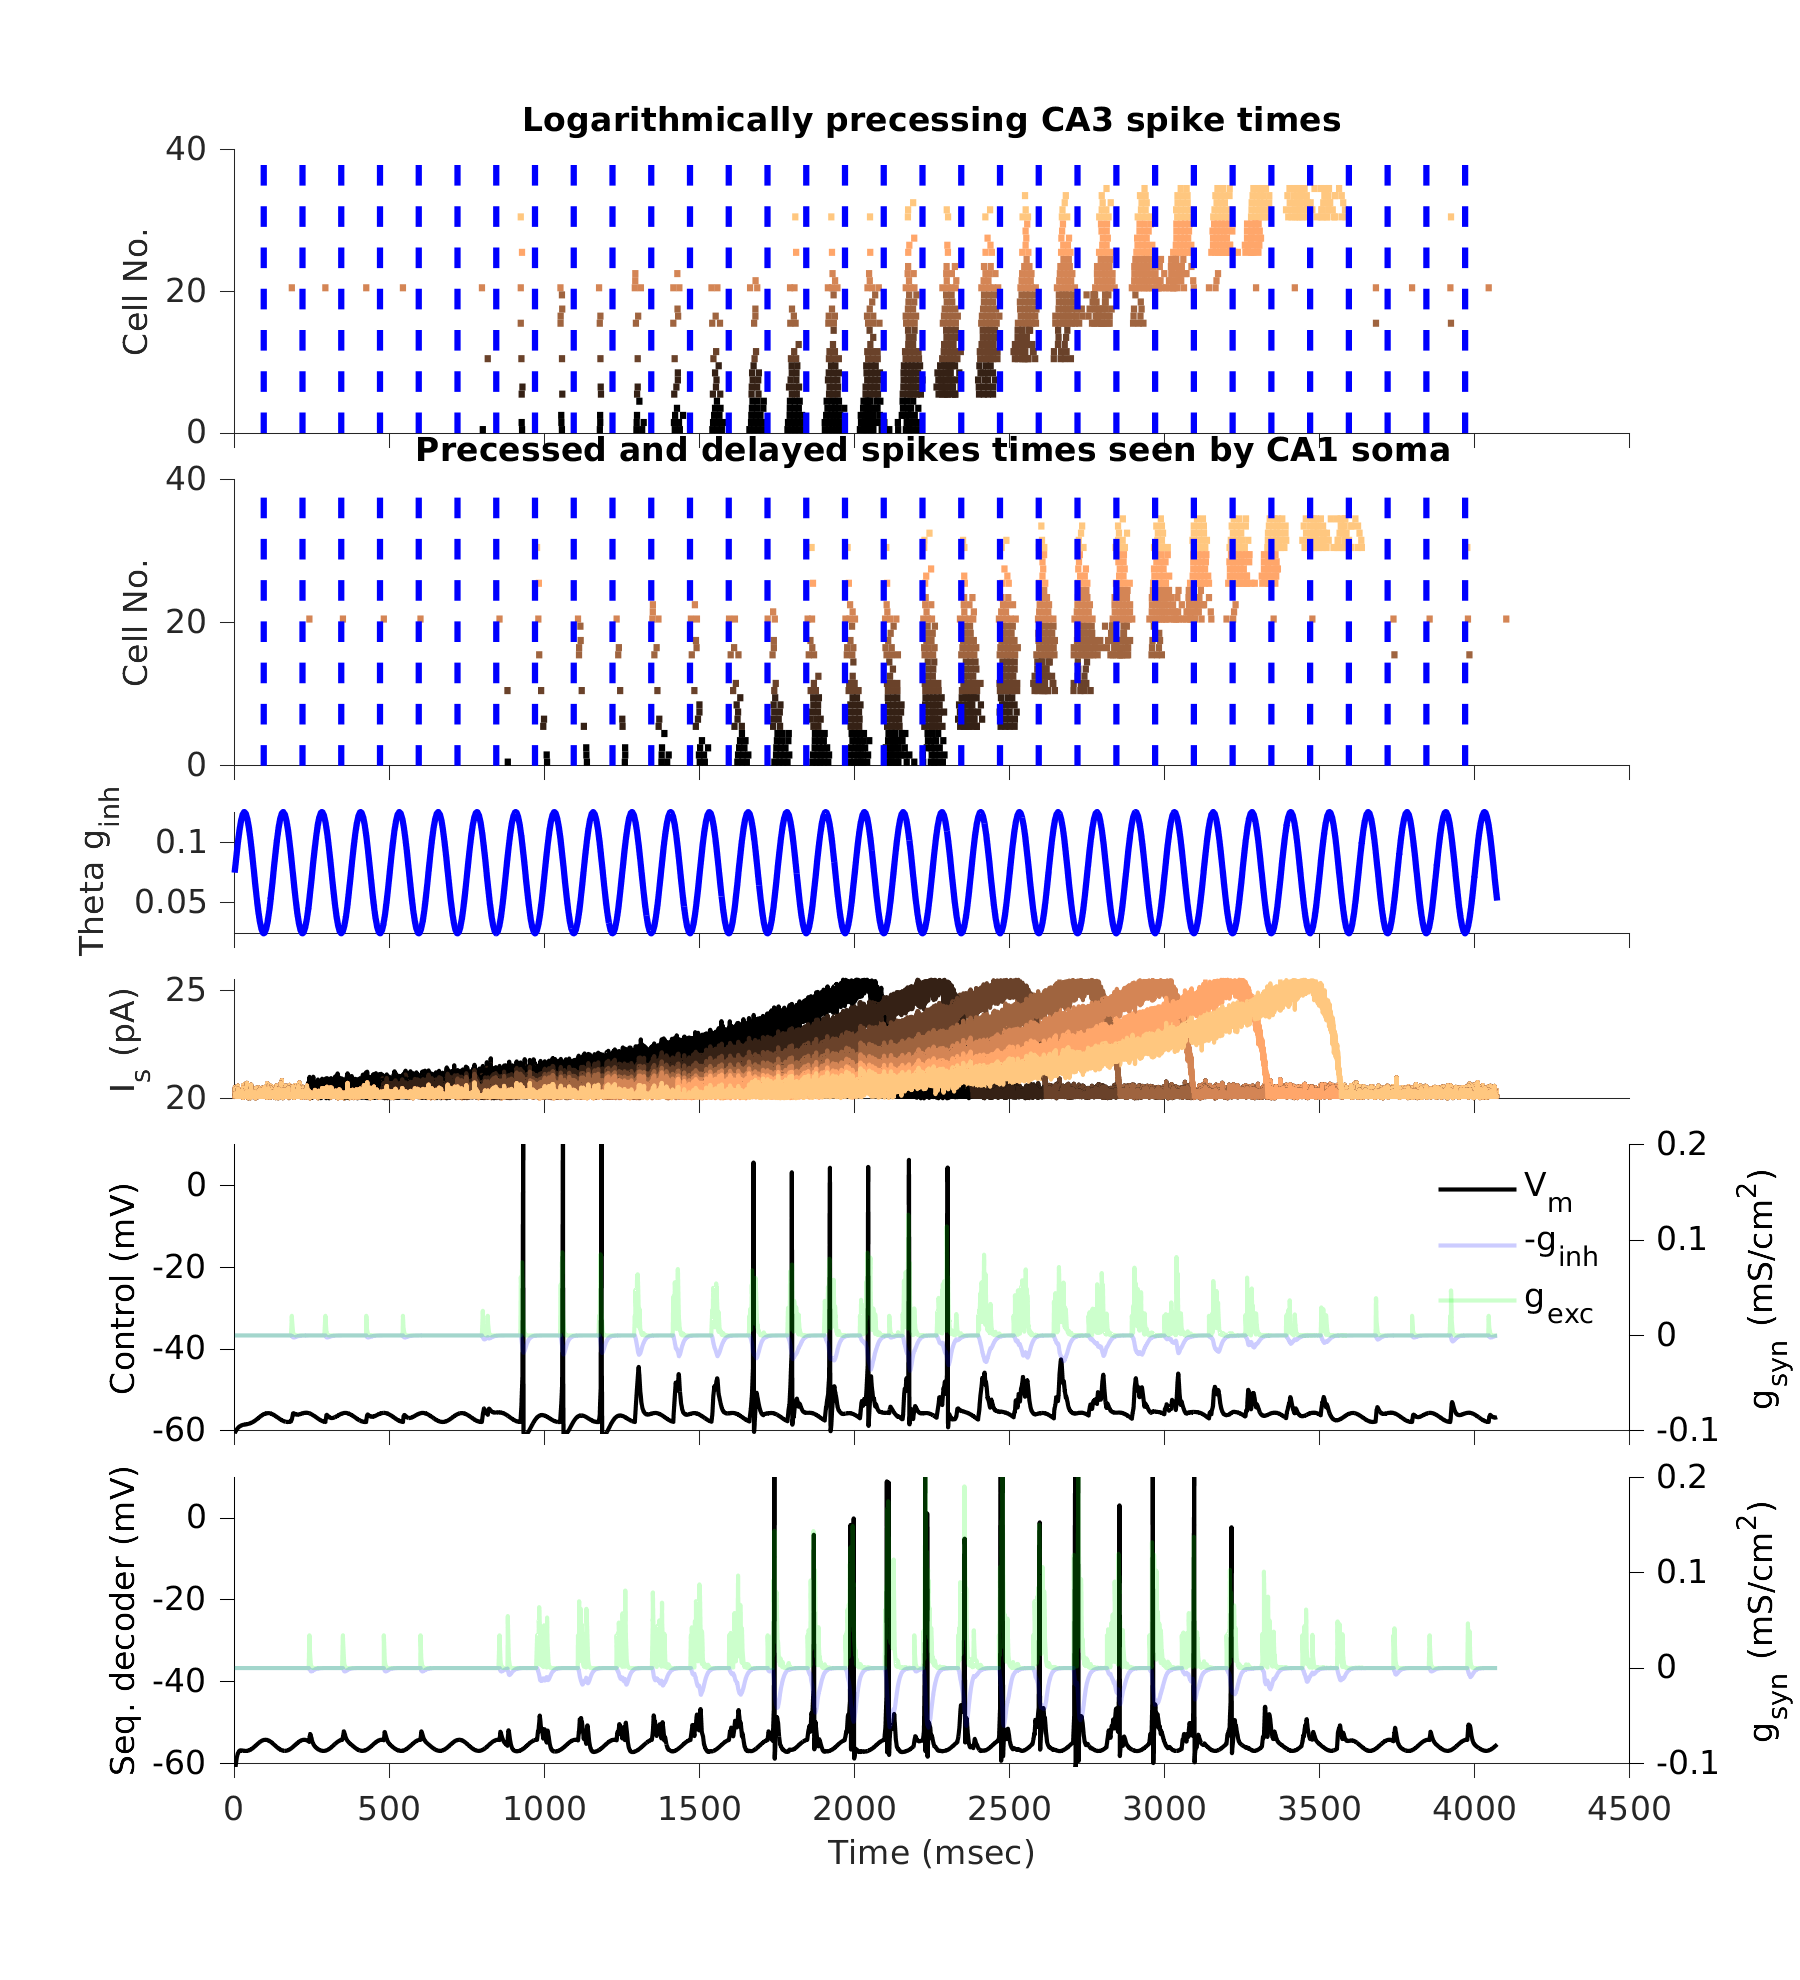 Logarithmically precessing CA3 spike times
40
20
0
Cell No.
Precessed and delayed spikes times seen by CA1 soma
40
20
0
Cell No.
0.1
0.05
Theta g_inh
25
20
I_s (pA)
0
-20
-40
-60
Control (mV)
V_m
-g_inh
g_exc
0.2
0.1
0
-0.1
g_syn (mS/cm²)
0
-20
-40
-60
Seq. decoder (mV)
0.2
0.1
0
-0.1
g_syn (mS/cm²)
0 500 1000 1500 2000 2500 3000 3500 4000 4500
Time (msec)